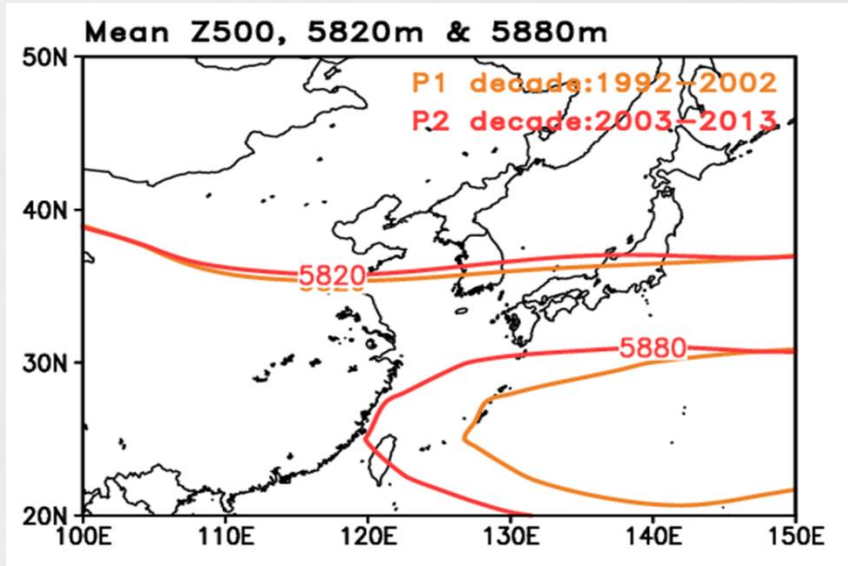 Mean Z500, 5820m & 5880m
50N
P1 decade:1992-2002
P2 decade:2003-2013
40N
5820
5820
5880
30N
20N
100E 110E 120E 130E 140E 150E